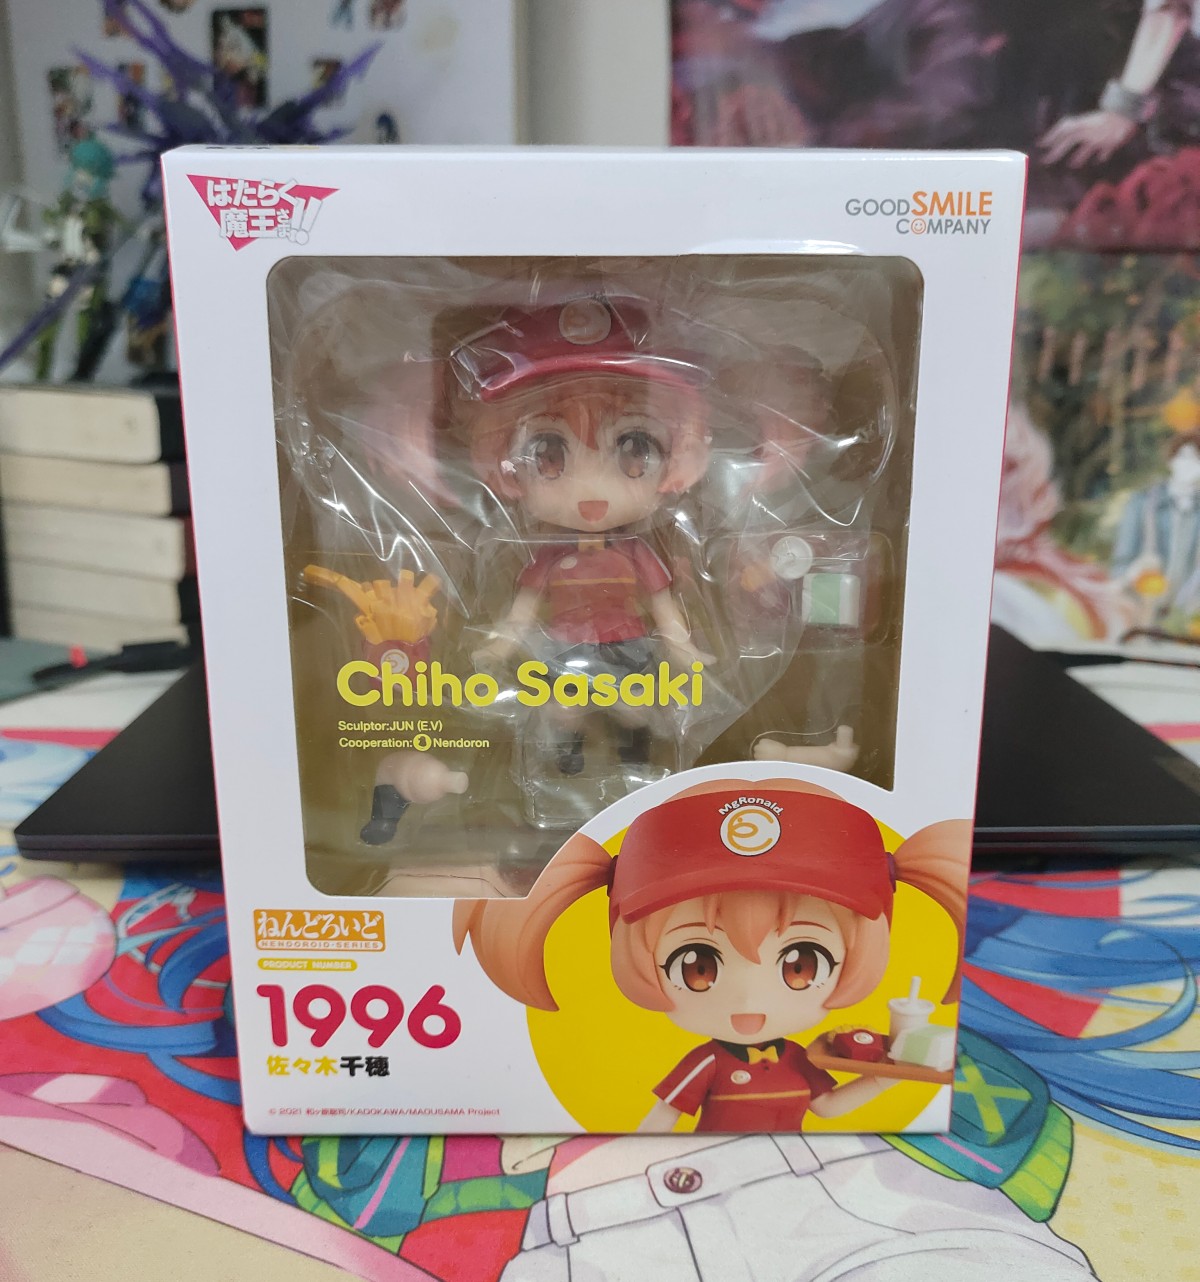 はたらく
魔王さま!!
GOOD SMILE
COMPANY
Chiho Sasaki
Sculptor:JUN (E.V)
Cooperation: Nendoron
MgRonald
ねんどろいど
NENDOROID-SERIES
PRODUCT NUMBER
1996
佐々木千穂
© 2021 和ヶ原聡司/KADOKAWA/MAOUSAMA Project